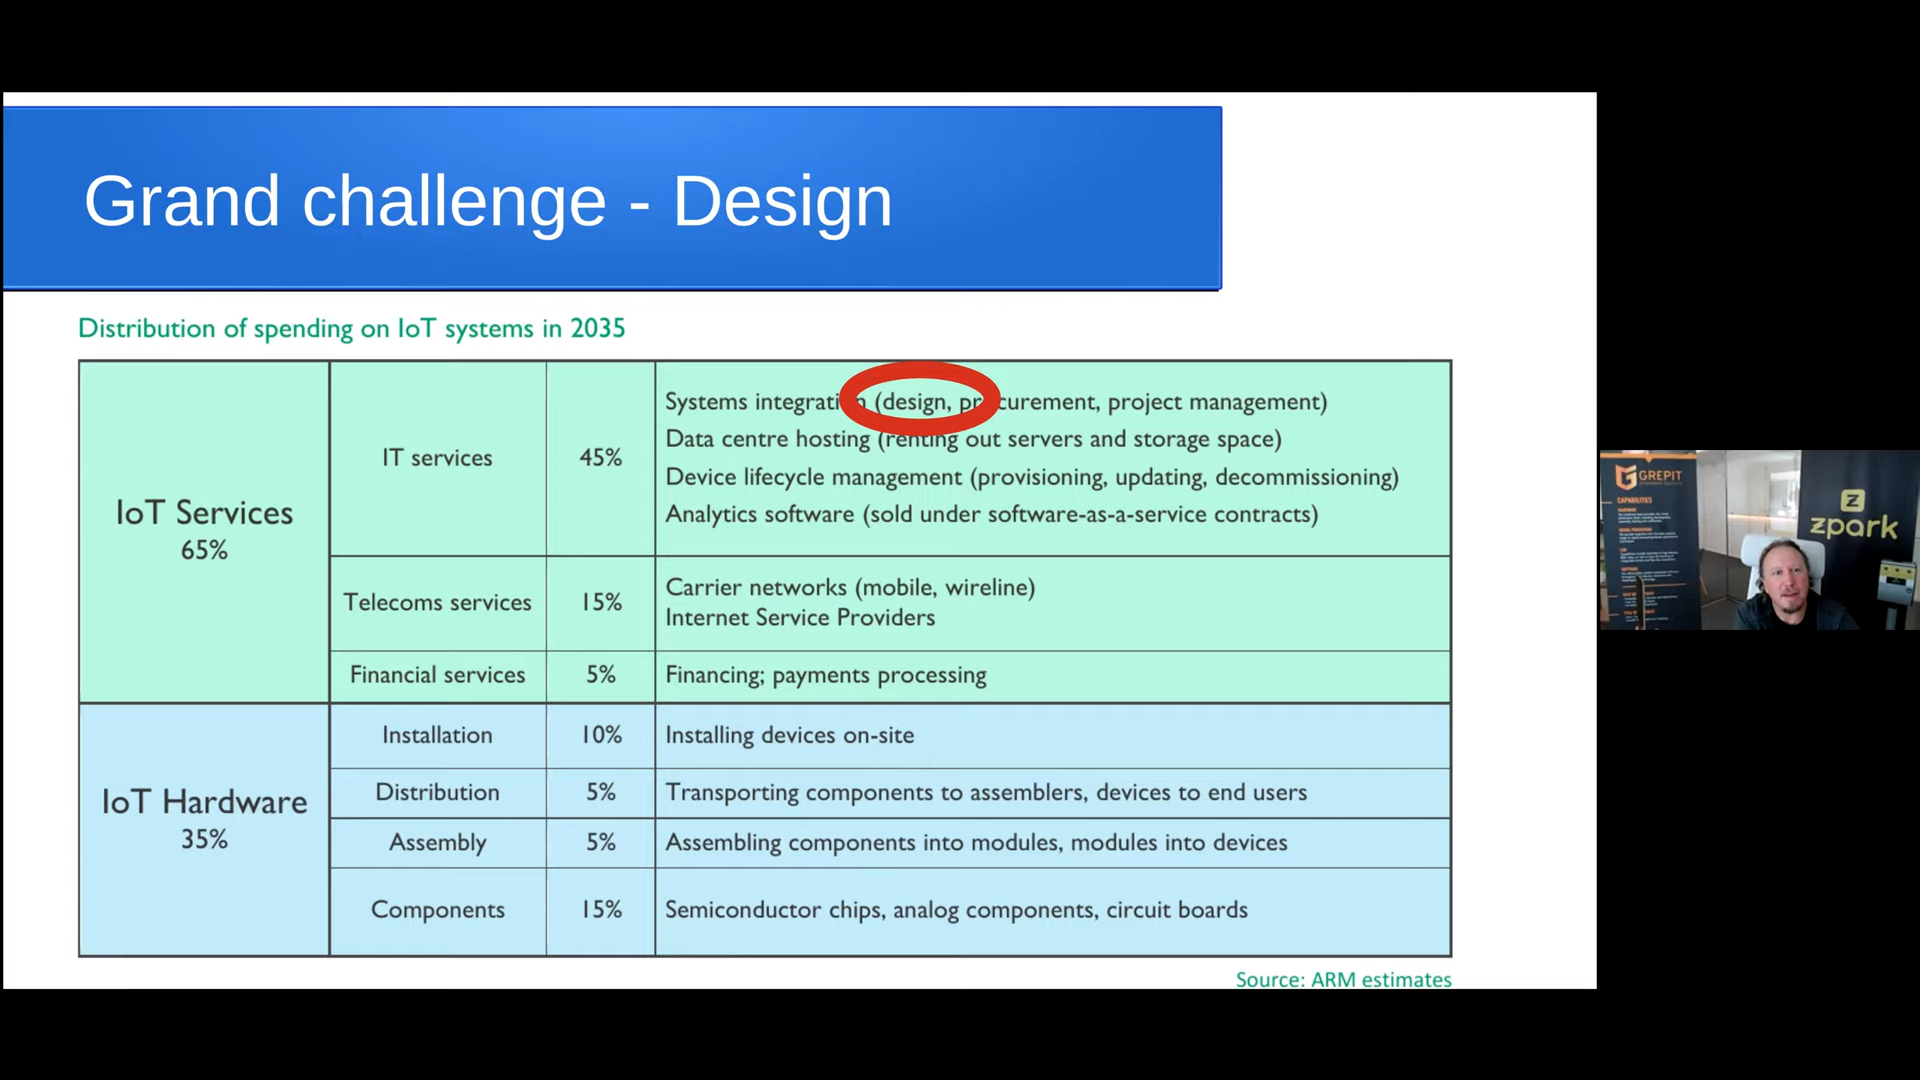 Grand challenge - Design
Distribution of spending on IoT systems in 2035
IoT Services
65%
IT services
45%
Systems integration (design, procurement, project management)
Data centre hosting (renting out servers and storage space)
Device lifecycle management (provisioning, updating, decommissioning)
Analytics software (sold under software-as-a-service contracts)
Telecoms services
15%
Carrier networks (mobile, wireline)
Internet Service Providers
Financial services
5%
Financing; payments processing
IoT Hardware
35%
Installation
10%
Installing devices on-site
Distribution
5%
Transporting components to assemblers, devices to end users
Assembly
5%
Assembling components into modules, modules into devices
Components
15%
Semiconductor chips, analog components, circuit boards
Source: ARM estimates
GREPIT
CAPABILITIES
zpark